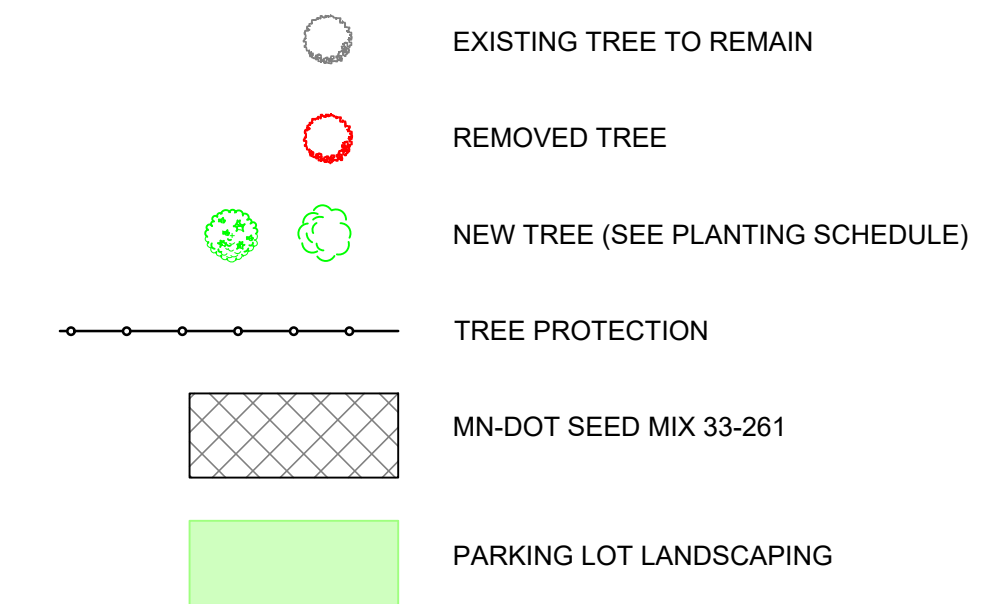 EXISTING TREE TO REMAIN
REMOVED TREE
NEW TREE (SEE PLANTING SCHEDULE)
TREE PROTECTION
MN-DOT SEED MIX 33-261
PARKING LOT LANDSCAPING